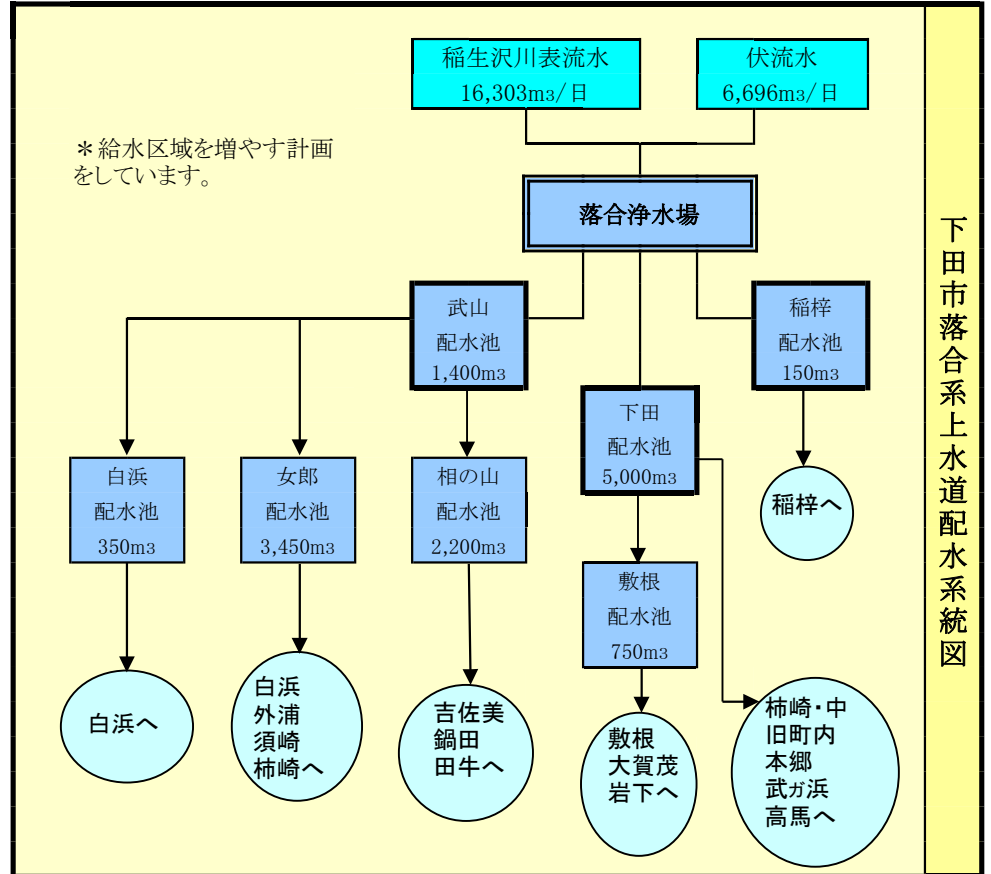 稲生沢川表流水
16,303m3/日
伏流水
6,696m3/日
*給水区域を増やす計画
をしています。
落合浄水場
武山
配水池
1,400m3
稲梓
配水池
150m3
下田
配水池
5,000m3
白浜
配水池
350m3
女郎
配水池
3,450m3
相の山
配水池
2,200m3
稲梓へ
敷根
配水池
750m3
白浜へ
白浜
外浦
須崎
柿崎へ
吉佐美
鍋田
田牛へ
敷根
大賀茂
岩下へ
柿崎・中
旧町内
本郷
武ガ浜
高馬へ
下田市落合系上水道配水系統図